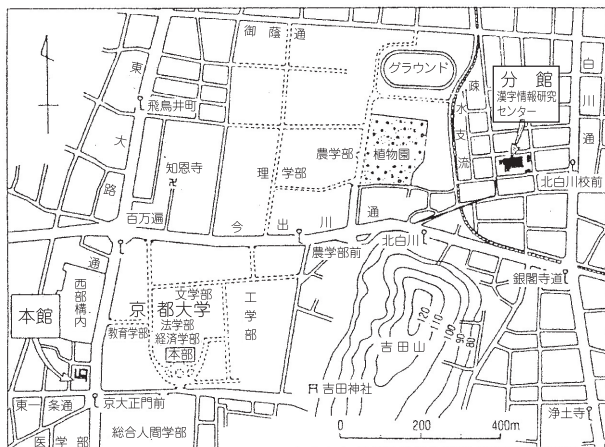 御蔭通
東大路通
飛鳥井町
知恩寺
百万遍
理学部
農学部
グラウンド
植物園
疏水支流
分館
漢字情報研究
センター
白川通
北白川校前
今出川通
農学部前
北白川
銀閣寺道
西部構内
本館
京都大学
文学部
法学部
経済学部
教育学部
本部
工学部
吉田山
120
110
100
90
80
吉田神社
東一条通
京大正門前
医学部
総合人間学部
浄土寺
0 200 400m